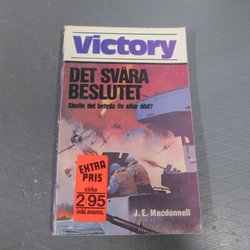 Victory
DET SVÅRA
BESLUTET
Skulle det betyda liv eller död?
EXTRA
PRIS
cirka
2.95
inkl. moms.
J. E. Macdonnell